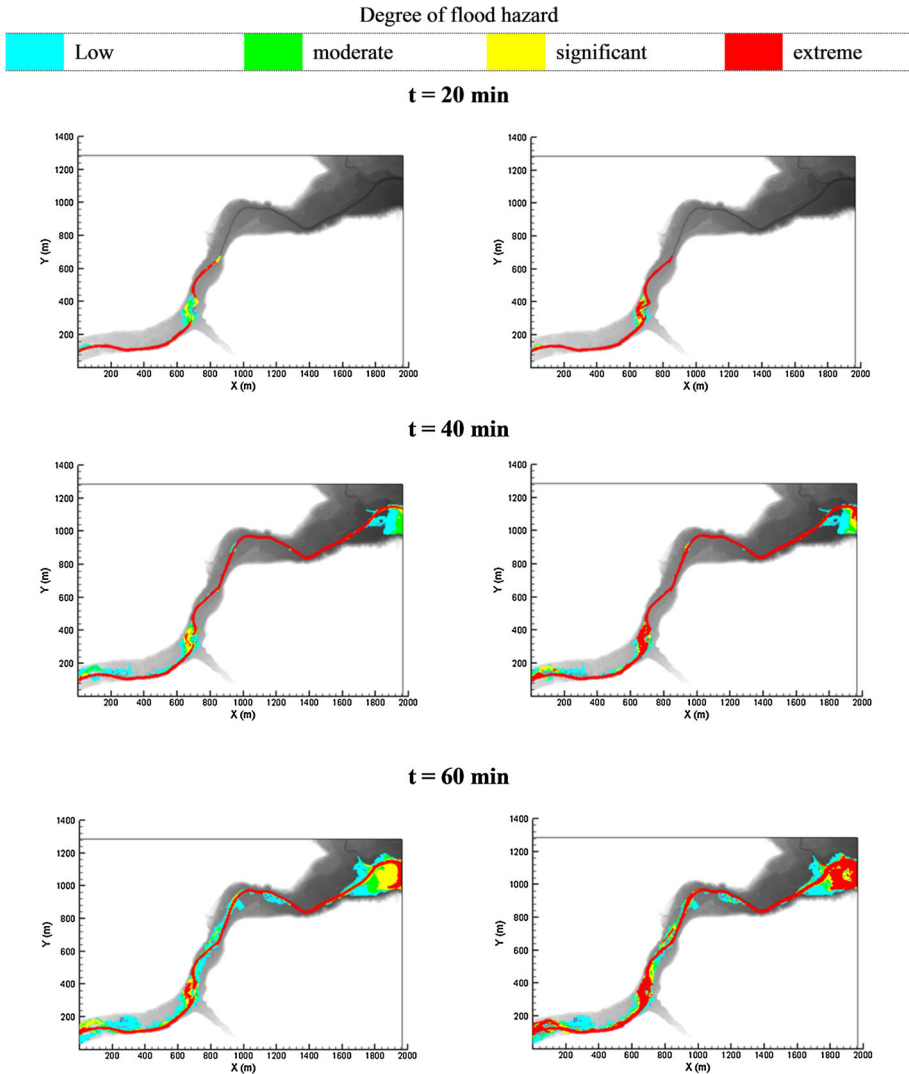 Degree of flood hazard
Low moderate significant extreme
t = 20 min
1400 1400
1200 1200
1000 1000
800 800
Y (m) Y (m)
600 600
400 400
200 200
200 400 600 800 1000 1200 1400 1600 1800 2000 200 400 600 800 1000 1200 1400 1600 1800 2000
X (m) X (m)
t = 40 min
1400 1400
1200 1200
1000 1000
800 800
Y (m) Y (m)
600 600
400 400
200 200
200 400 600 800 1000 1200 1400 1600 1800 2000 200 400 600 800 1000 1200 1400 1600 1800 2000
X (m) X (m)
t = 60 min
1400 1400
1200 1200
1000 1000
800 800
Y (m) Y (m)
600 600
400 400
200 200
200 400 600 800 1000 1200 1400 1600 1800 2000 200 400 600 800 1000 1200 1400 1600 1800 2000
X (m) X (m)